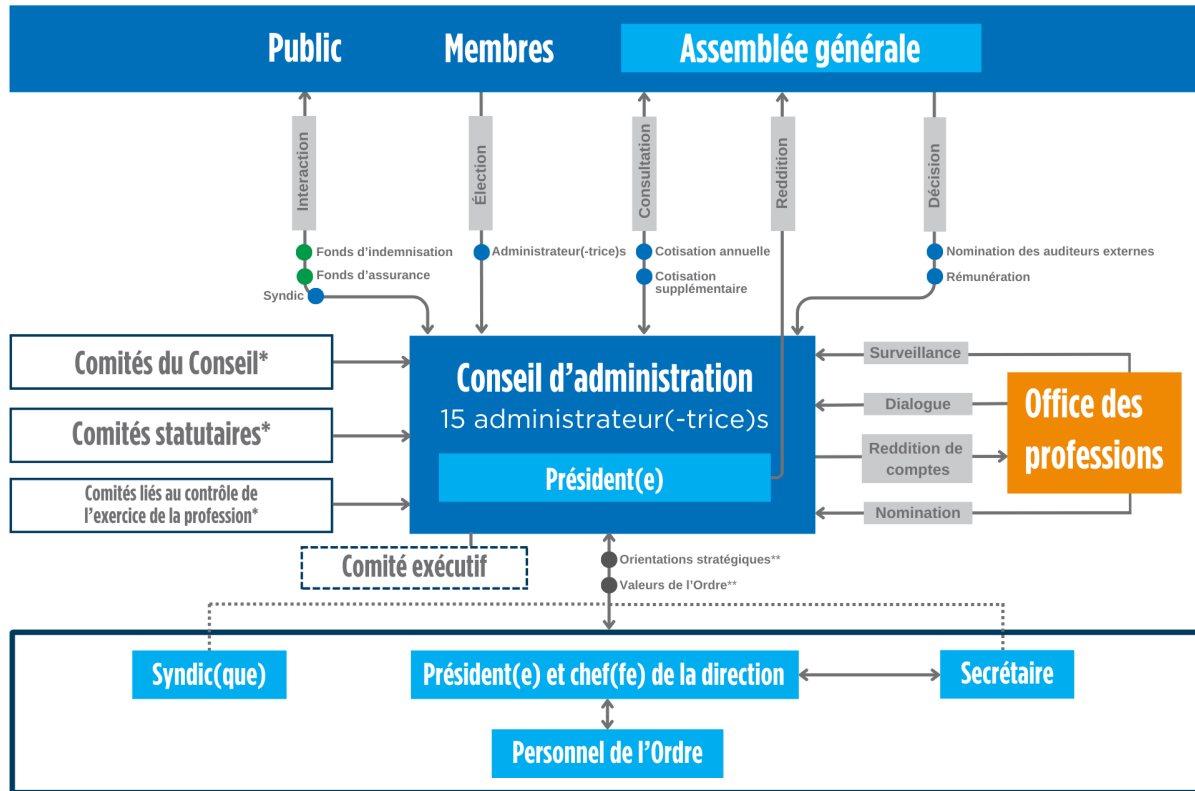 Public
Membres
Assemblée générale
Interaction
Élection
Consultation
Reddition
Décision
Fonds d'indemnisation
Fonds d'assurance
Syndic
Administrateur(-trice)s
Cotisation annuelle
Cotisation
supplémentaire
Nomination des auditeurs externes
Rémunération
Comités du Conseil*
Comités statutaires*
Comités liés au contrôle de
l'exercice de la profession*
Conseil d'administration
15 administrateur(-trice)s
Président(e)
Comité exécutif
Surveillance
Dialogue
Reddition de
comptes
Nomination
Office des
professions
Orientations stratégiques**
Valeurs de l'Ordre**
Syndic(que)
Président(e) et chef(fe) de la direction
Secrétaire
Personnel de l'Ordre